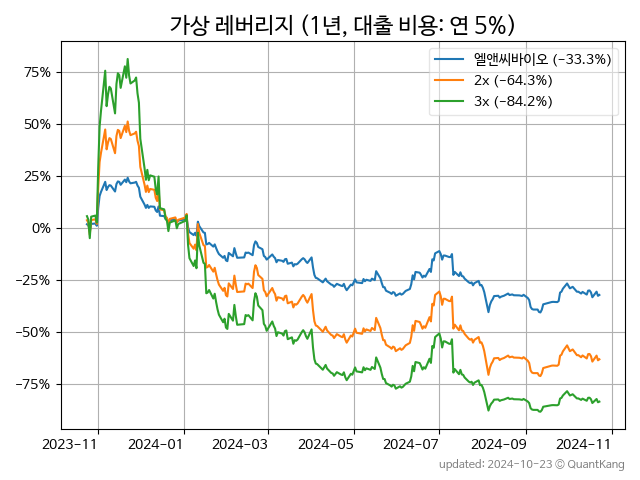 가상 레버리지 (1년, 대출 비용: 연 5%)
엘앤씨바이오 (−33.3%)
2x (−64.3%)
3x (−84.2%)
75%
50%
25%
0%
−25%
−50%
−75%
2023-11
2024-01
2024-03
2024-05
2024-07
2024-09
2024-11
updated: 2024-10-23 © QuantKang